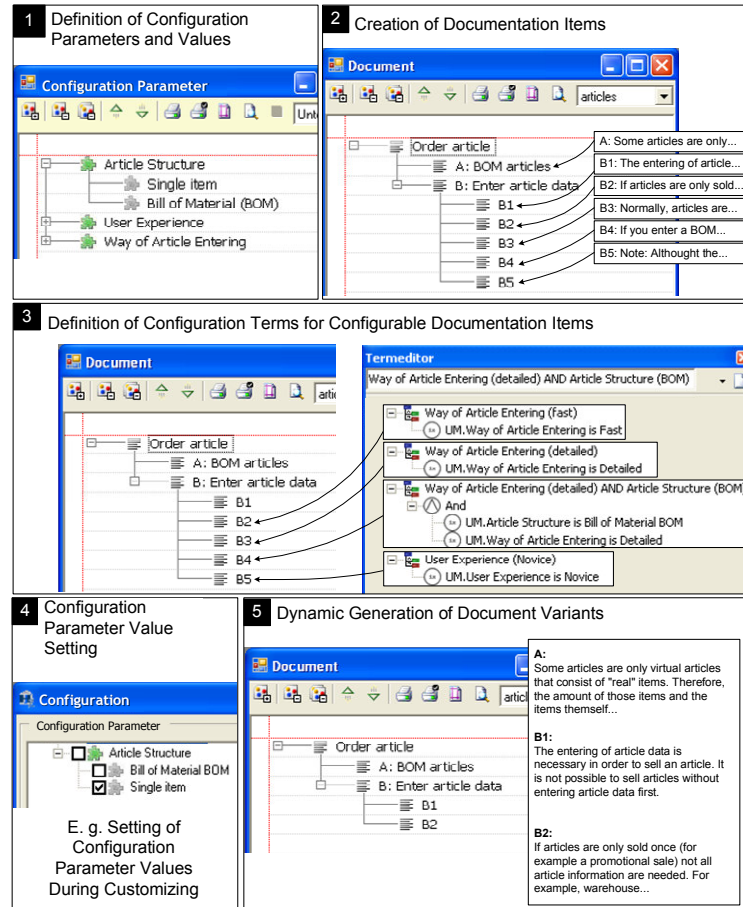 1 Definition of Configuration
Parameters and Values
Configuration Parameter
Unt
Article Structure
Single item
Bill of Material (BOM)
User Experience
Way of Article Entering
2 Creation of Documentation Items
Document
articles
Order article
A: BOM articles
B: Enter article data
B1
B2
B3
B4
B5
A: Some articles are only...
B1: The entering of article...
B2: If articles are only sold...
B3: Normally, articles are...
B4: If you enter a BOM...
B5: Note: Althought the...
3 Definition of Configuration Terms for Configurable Documentation Items
Document
artic
Order article
A: BOM articles
B: Enter article data
B1
B2
B3
B4
B5
Termeditor
Way of Article Entering (detailed) AND Article Structure (BOM)
Way of Article Entering (fast)
UM.Way of Article Entering is Fast
Way of Article Entering (detailed)
UM.Way of Article Entering is Detailed
Way of Article Entering (detailed) AND Article Structure (BOM)
And
UM.Article Structure is Bill of Material BOM
UM.Way of Article Entering is Detailed
User Experience (Novice)
UM.User Experience is Novice
4 Configuration
Parameter Value
Setting
Configuration
Configuration Parameter
Article Structure
Bill of Material BOM
Single item
E. g. Setting of
Configuration
Parameter Values
During Customizing
5 Dynamic Generation of Document Variants
Document
articl
Order article
A: BOM articles
B: Enter article data
B1
B2
A:
Some articles are only virtual articles
that consist of "real" items. Therefore,
the amount of those items and the
items themself...
B1:
The entering of article data is
necessary in order to sell an article. It
is not possible to sell articles without
entering article data first.
B2:
If articles are only sold once (for
example a promotional sale) not all
article information are needed. For
example, warehouse...